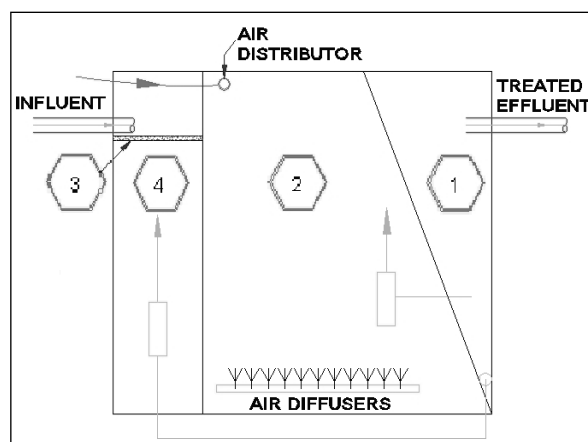 AIR
DISTRIBUTOR
INFLUENT
TREATED
EFFLUENT
3
4
2
1
AIR DIFFUSERS